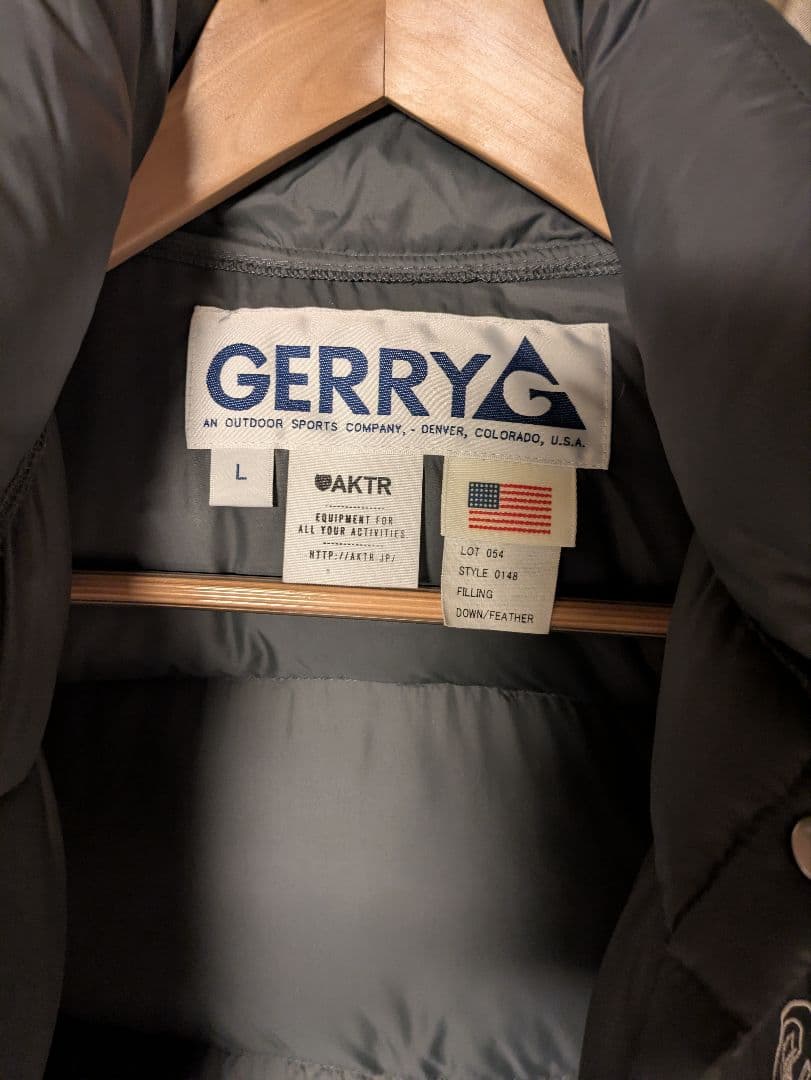 GERRY G
AN OUTDOOR SPORTS COMPANY, - DENVER, COLORADO, U.S.A.
L
AKTR
EQUIPMENT FOR
ALL YOUR ACTIVITIES
HTTP://AKTR.JP/
LOT 054
STYLE 0148
FILLING
DOWN/FEATHER